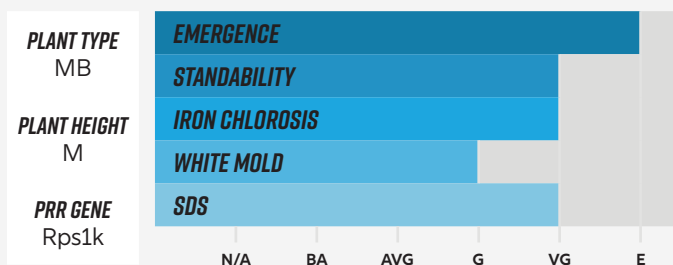 PLANT TYPE
MB
PLANT HEIGHT
M
PRR GENE
Rps1k
EMERGENCE
STANDABILITY
IRON CHLOROSIS
WHITE MOLD
SDS
N/A BA AVG G VG E